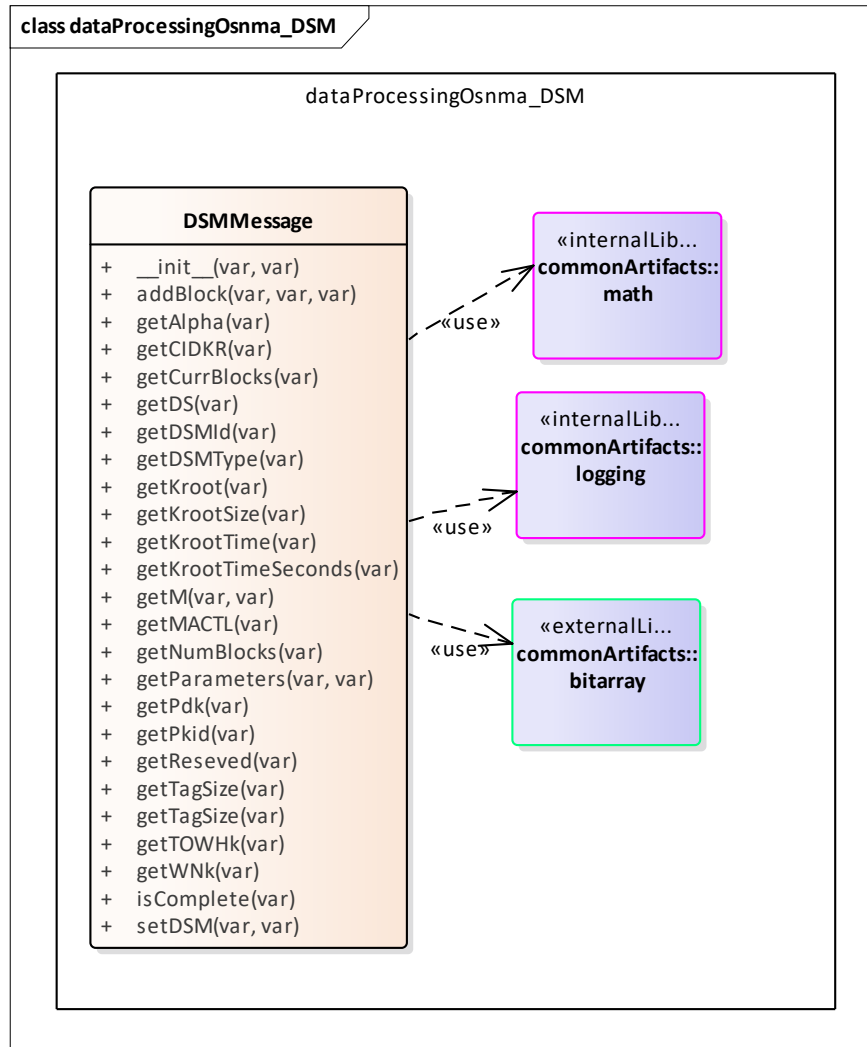 class dataProcessingOsnma_DSM
dataProcessingOsnma_DSM
DSMMessage
+ __init__(var, var)
+ addBlock(var, var, var)
+ getAlpha(var)
+ getCIDKR(var)
+ getCurrBlocks(var)
+ getDS(var)
+ getDSMId(var)
+ getDSMType(var)
+ getKroot(var)
+ getKrootSize(var)
+ getKrootTime(var)
+ getKrootTimeSeconds(var)
+ getM(var, var)
+ getMACTL(var)
+ getNumBlocks(var)
+ getParameters(var, var)
+ getPdk(var)
+ getPkid(var)
+ getReseved(var)
+ getTagSize(var)
+ getTagSize(var)
+ getTOWHk(var)
+ getWNk(var)
+ isComplete(var)
+ setDSM(var, var)
«use»
«internalLib...
commonArtifacts::
math
«use»
«internalLib...
commonArtifacts::
logging
«use»
«externalLi...
commonArtifacts::
bitarray